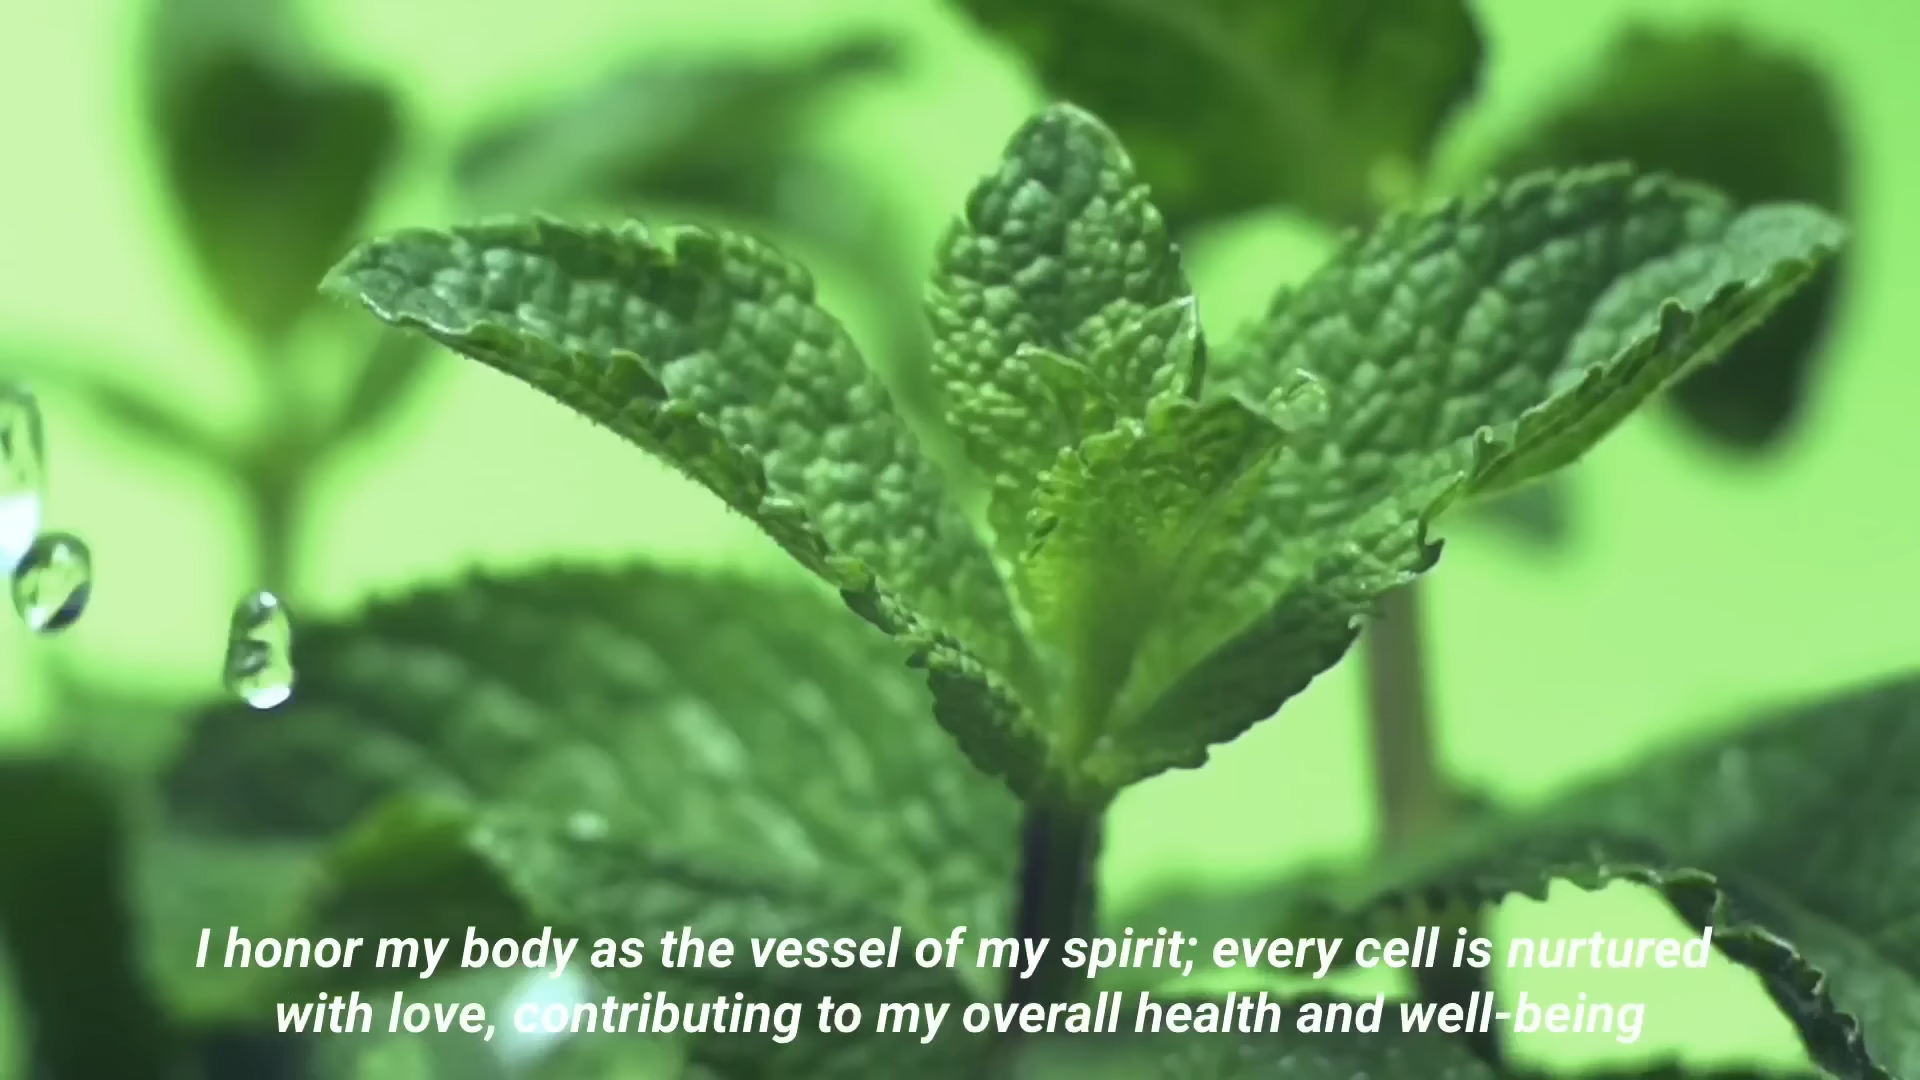 I honor my body as the vessel of my spirit; every cell is nurtured
with love, contributing to my overall health and well-being